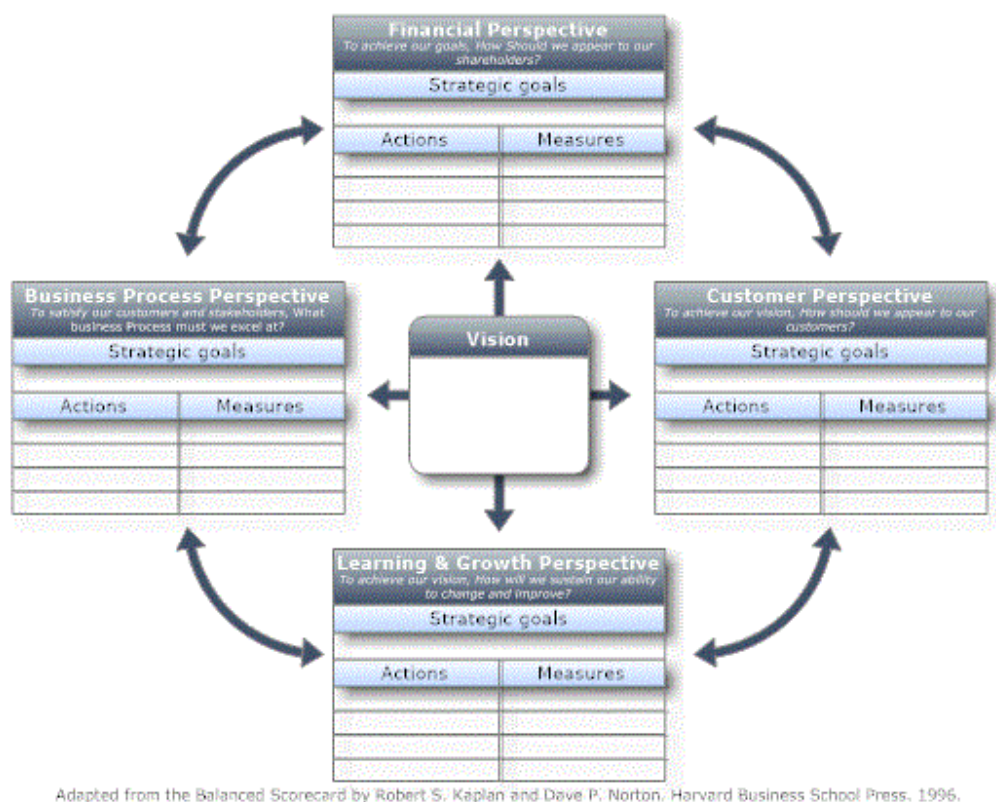 Financial Perspective
To achieve our goals, How Should we appear to our
shareholders?
Strategic goals
Actions Measures
Business Process Perspective
To satisfy our customers and stakeholders, What
business Process must we excel at?
Strategic goals
Actions Measures
Vision
Customer Perspective
To achieve our vision, How should we appear to our
customers?
Strategic goals
Actions Measures
Learning & Growth Perspective
To achieve our vision, How will we sustain our ability
to change and improve?
Strategic goals
Actions Measures
Adapted from the Balanced Scorecard by Robert S. Kaplan and Dave P. Norton. Harvard Business School Press. 1996.